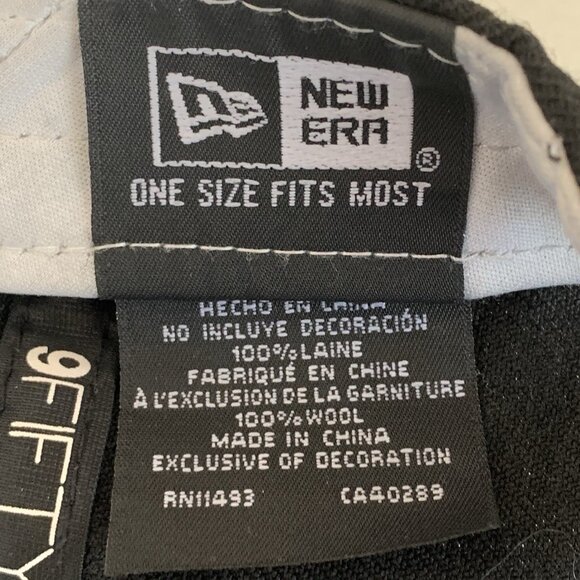 NEW
ERA®
ONE SIZE FITS MOST
HECHO EN CHINA
NO INCLUYE DECORACIÓN
100% LAINE
FABRIQUÉ EN CHINE
À L'EXCLUSION DE LA GARNITURE
100% WOOL
MADE IN CHINA
EXCLUSIVE OF DECORATION
RN11493 CA40289
9FIFTY